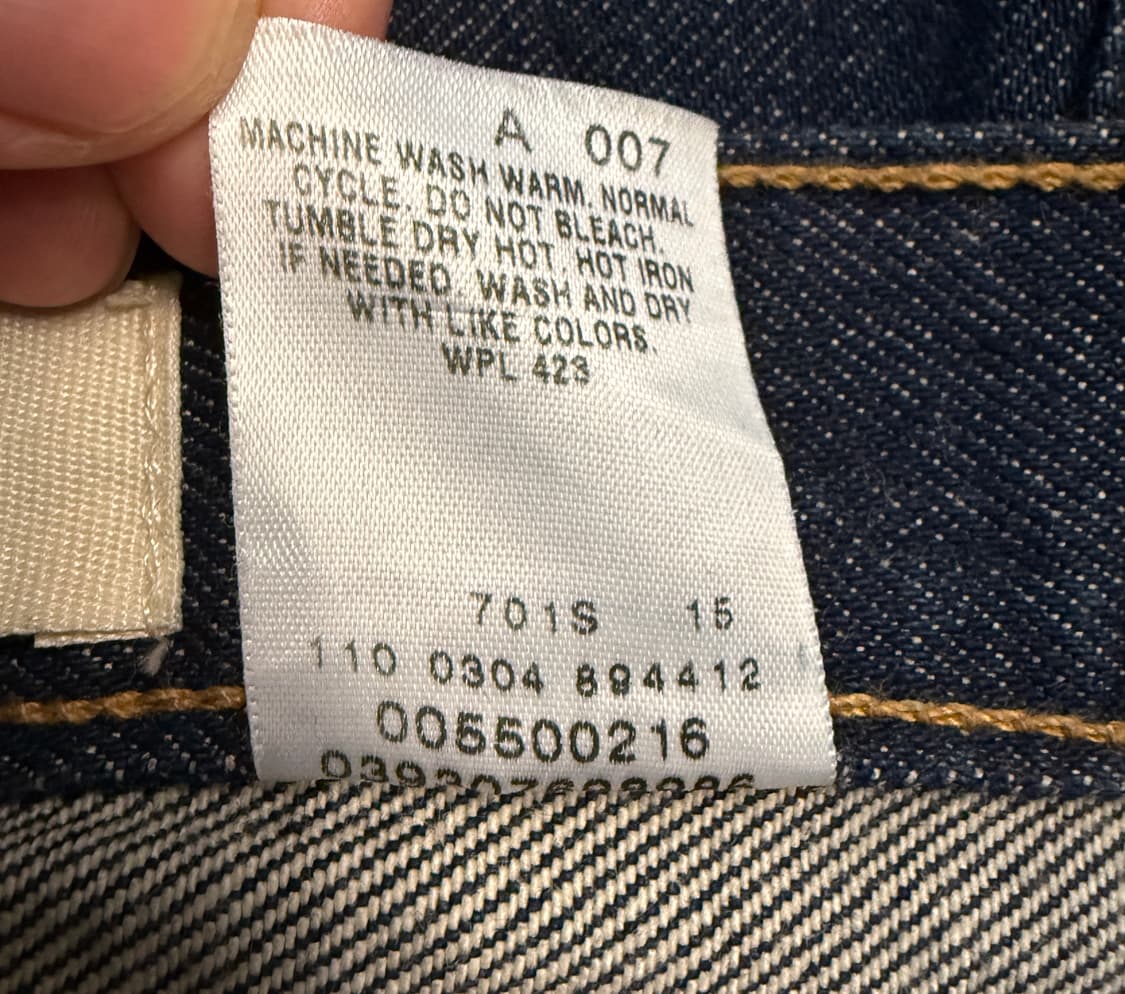 A 007
MACHINE WASH WARM, NORMAL
CYCLE. DO NOT BLEACH.
TUMBLE DRY HOT. HOT IRON
IF NEEDED. WASH AND DRY
WITH LIKE COLORS.
WPL 423
701S 15
110 0304 894412
005500216